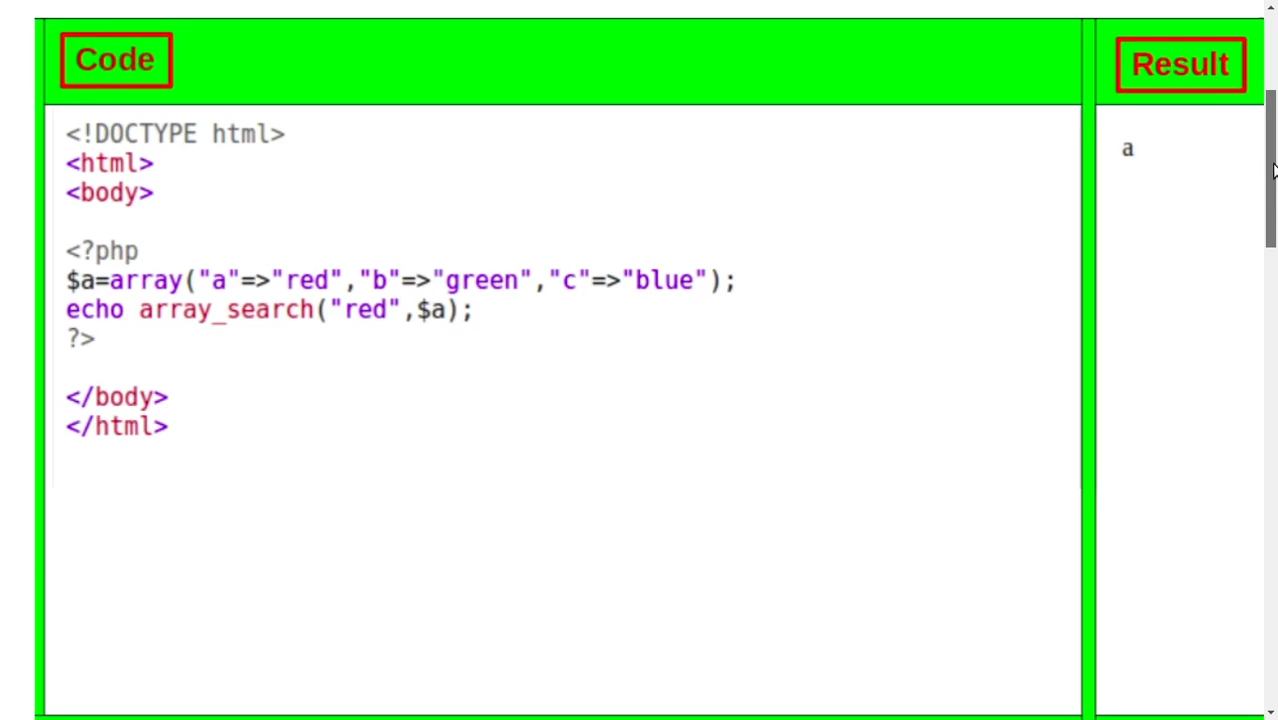 Code
Result
<!DOCTYPE html>
<html>
<body>
<?php
$a=array("a"=>"red","b"=>"green","c"=>"blue");
echo array_search("red",$a);
?>
</body>
</html>
a